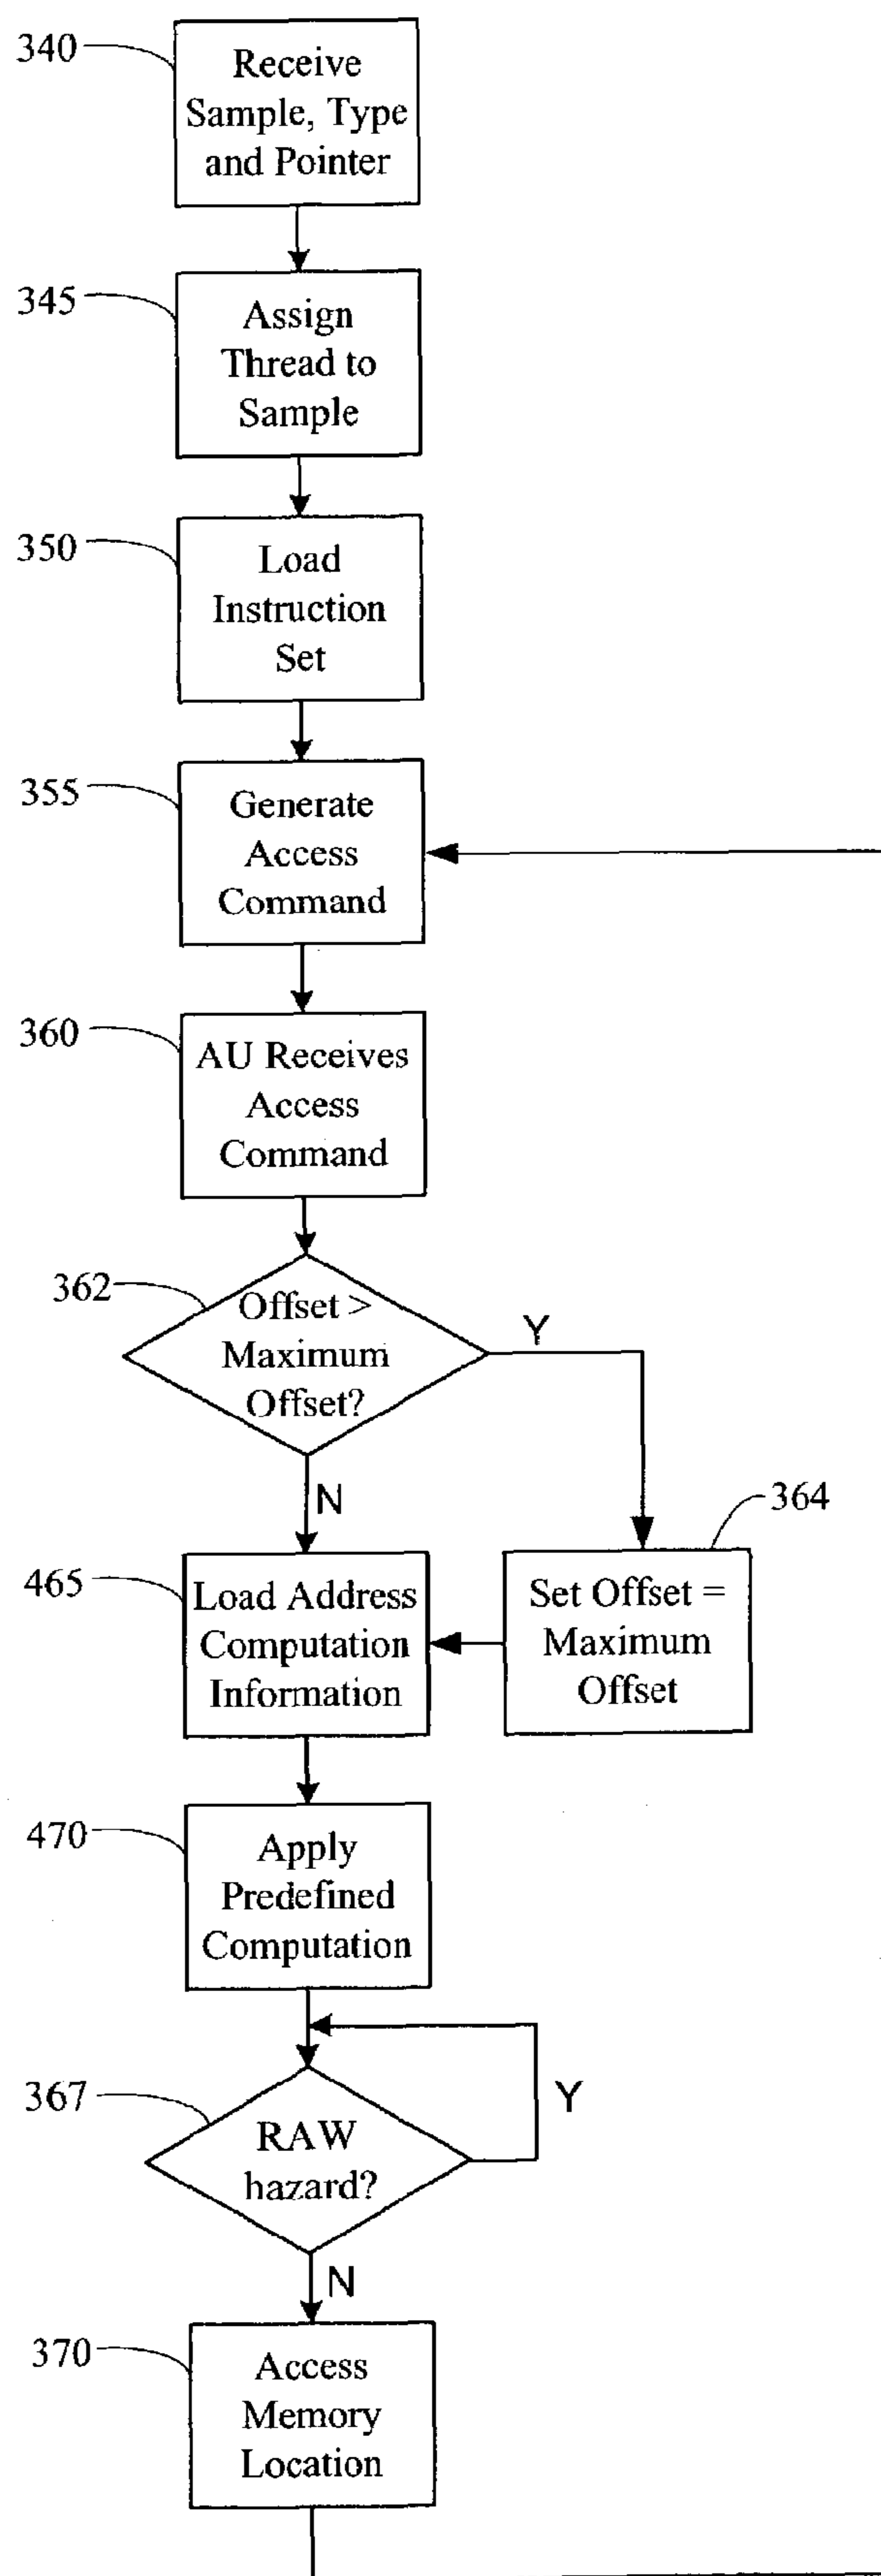 340
Receive
Sample, Type
and Pointer
345
Assign
Thread to
Sample
350
Load
Instruction
Set
355
Generate
Access
Command
360
AU Receives
Access
Command
362
Offset >
Maximum
Offset?
Y
N
364
465
Load Address
Computation
Information
Set Offset =
Maximum
Offset
470
Apply
Predefined
Computation
367
RAW
hazard?
Y
N
370
Access
Memory
Location